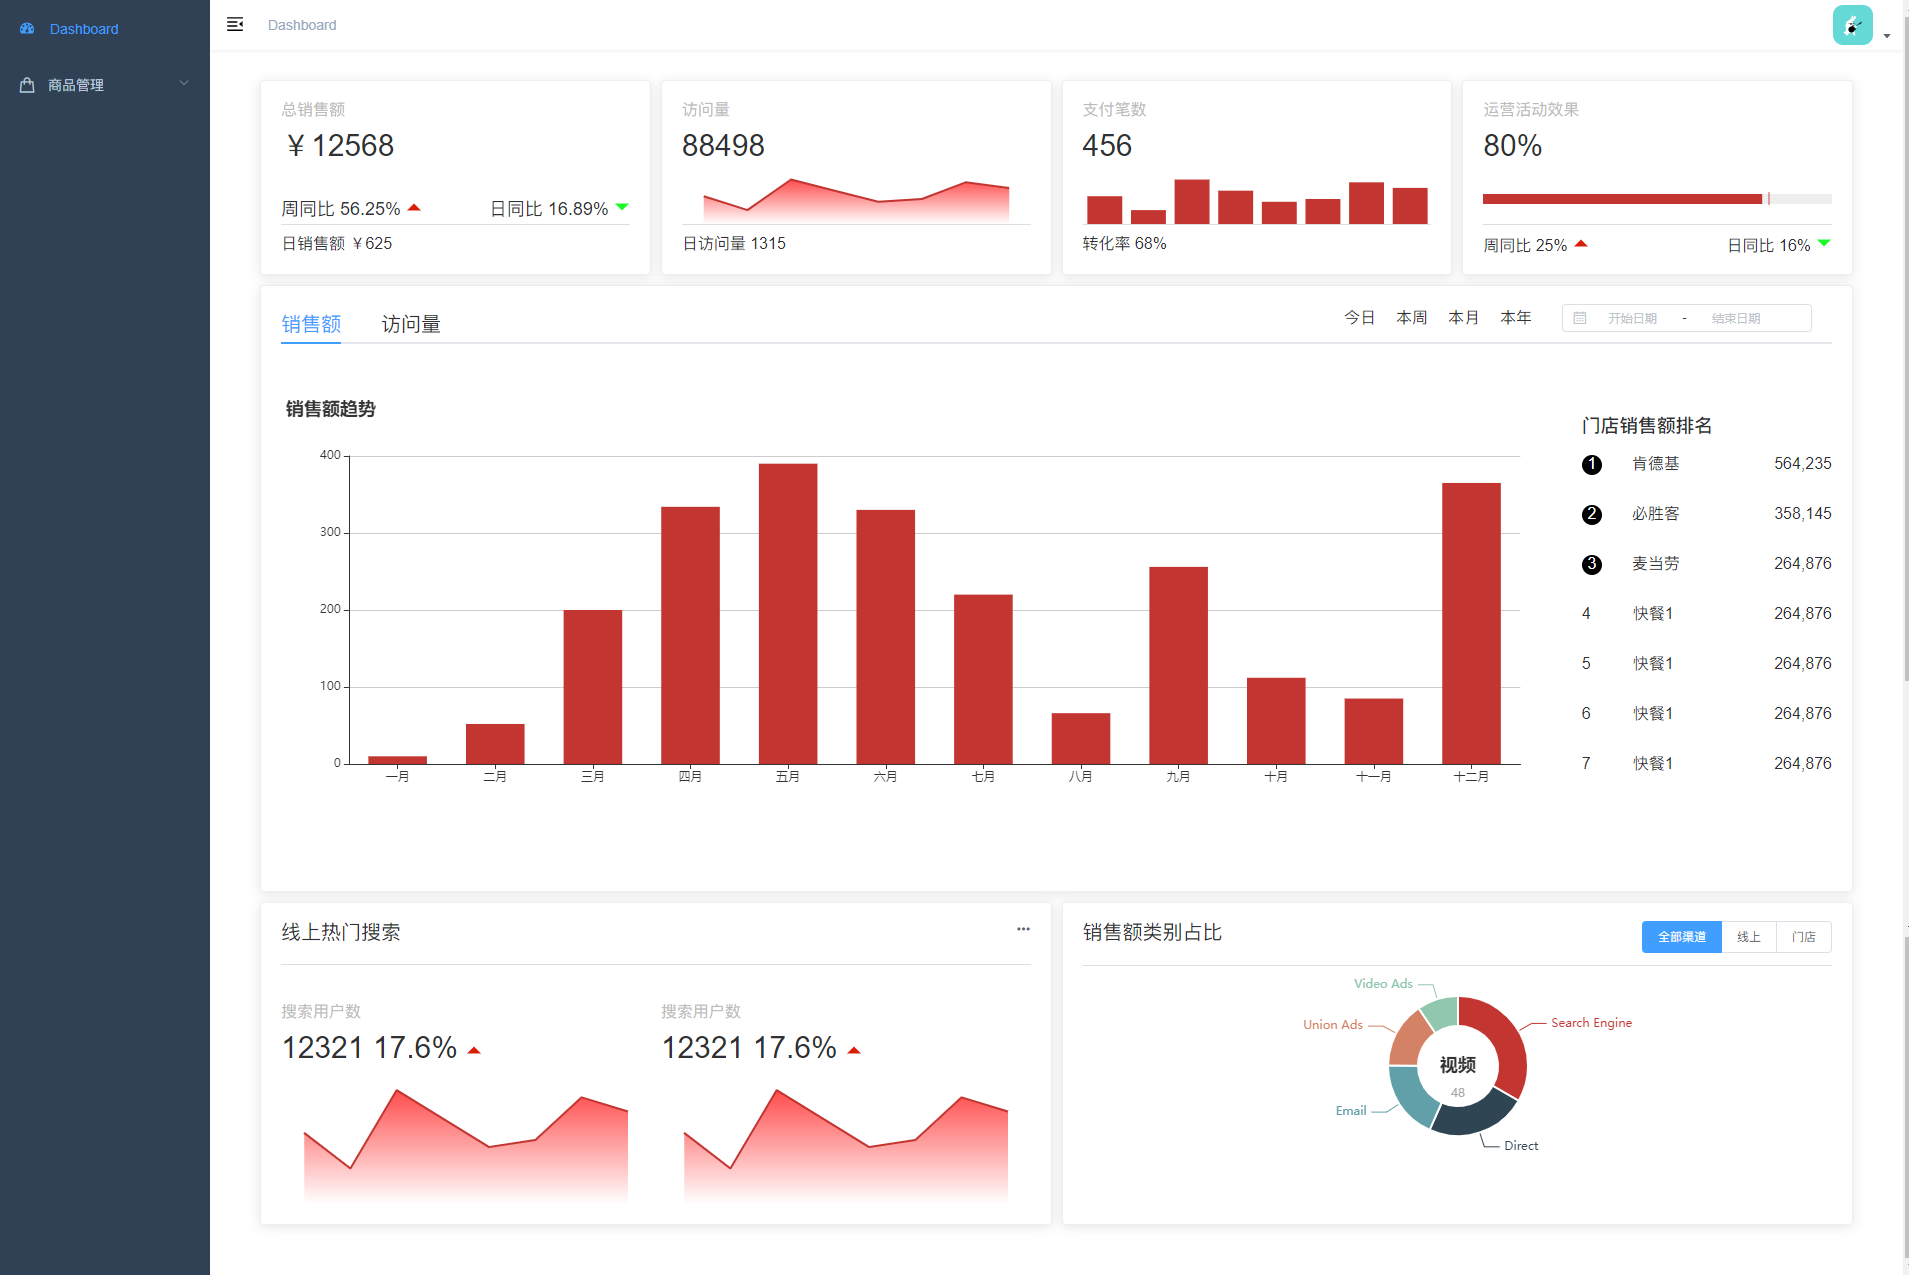 Dashboard
商品管理
Dashboard
总销售额
￥12568
周同比 56.25%
日同比 16.89%
日销售额 ￥625
访问量
88498
日访问量 1315
支付笔数
456
转化率 68%
运营活动效果
80%
周同比 25%
日同比 16%
销售额
访问量
今日
本周
本月
本年
开始日期 - 结束日期
销售额趋势
400
300
200
100
0
一月
二月
三月
四月
五月
六月
七月
八月
九月
十月
十一月
十二月
门店销售额排名
1 肯德基 564,235
2 必胜客 358,145
3 麦当劳 264,876
4 快餐1 264,876
5 快餐1 264,876
6 快餐1 264,876
7 快餐1 264,876
线上热门搜索
搜索用户数
12321 17.6%
搜索用户数
12321 17.6%
销售额类别占比
全部渠道
线上
门店
Video Ads
Union Ads
Search Engine
视频
48
Email
Direct